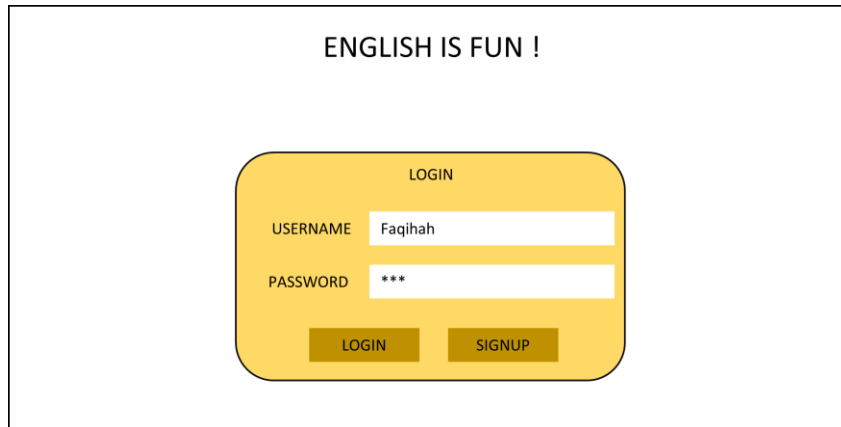 ENGLISH IS FUN !
LOGIN
USERNAME Faqihah
PASSWORD ***
LOGIN SIGNUP